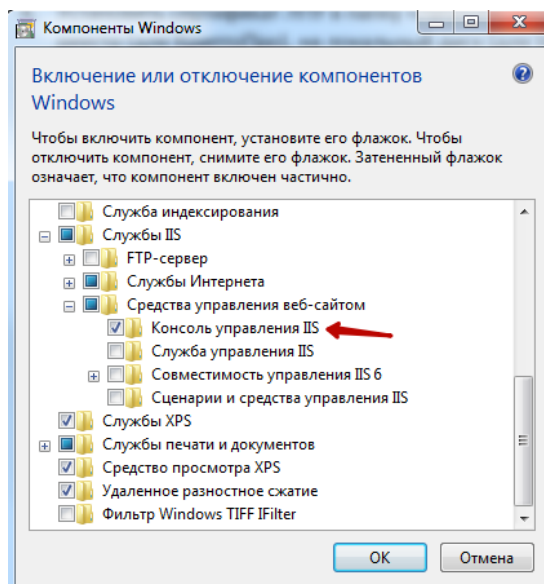 Компоненты Windows
Включение или отключение компонентов
Windows
Чтобы включить компонент, установите его флажок. Чтобы
отключить компонент, снимите его флажок. Затененный флажок
означает, что компонент включен частично.
Служба индексирования
Службы IIS
FTP-сервер
Службы Интернета
Средства управления веб-сайтом
Консоль управления IIS
Служба управления IIS
Совместимость управления IIS 6
Сценарии и средства управления IIS
Службы XPS
Службы печати и документов
Средство просмотра XPS
Удаленное разностное сжатие
Фильтр Windows TIFF IFilter
OK
Отмена